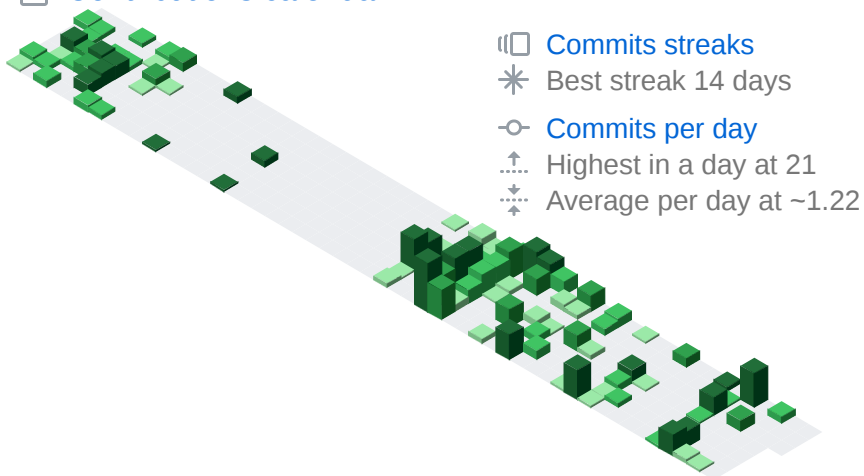 Commits streaks
Best streak 14 days
Commits per day
Highest in a day at 21
Average per day at ~1.22